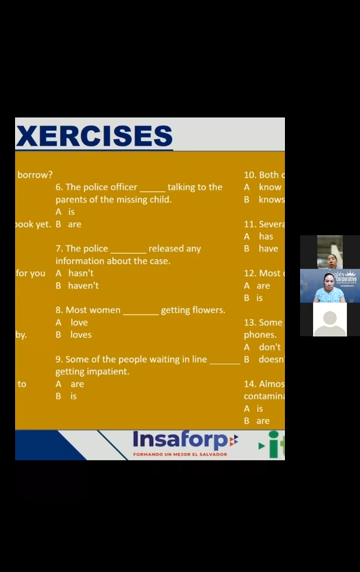 XERCISES
borrow?
book yet.
for you
by.
to
6. The police officer _____ talking to the
parents of the missing child.
A is
B are
7. The police _______ released any
information about the case.
A hasn't
B haven't
8. Most women _______ getting flowers.
A love
B loves
9. Some of the people waiting in line ______
getting impatient.
A are
B is
10. Both
A know
B knows
11. Severa
A has
B have
12. Most
A are
B is
13. Some
phones.
A don't
B doesn
14. Almos
contamina
A is
B are
Insaforp
FORMANDO UN MEJOR EL SALVADOR
it